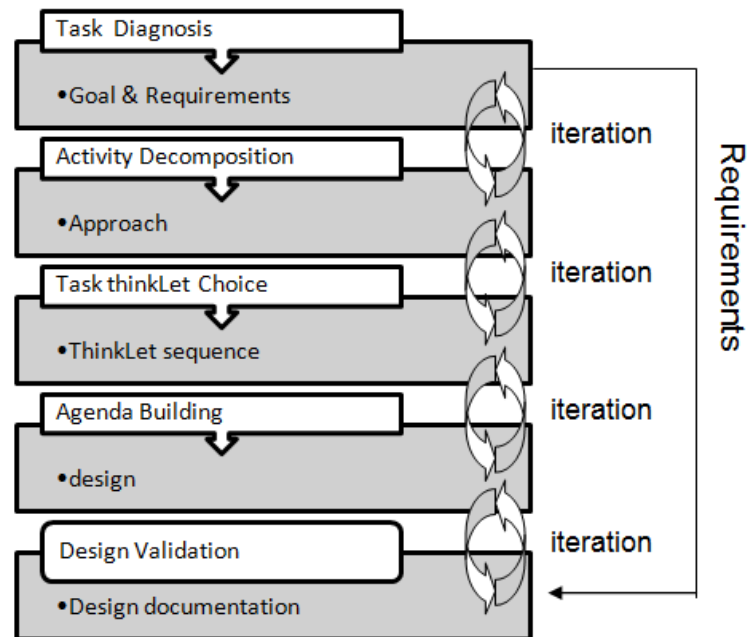 Task Diagnosis
•Goal & Requirements
iteration
Activity Decomposition
•Approach
iteration
Task thinkLet Choice
•ThinkLet sequence
iteration
Agenda Building
•design
iteration
Design Validation
•Design documentation
Requirements